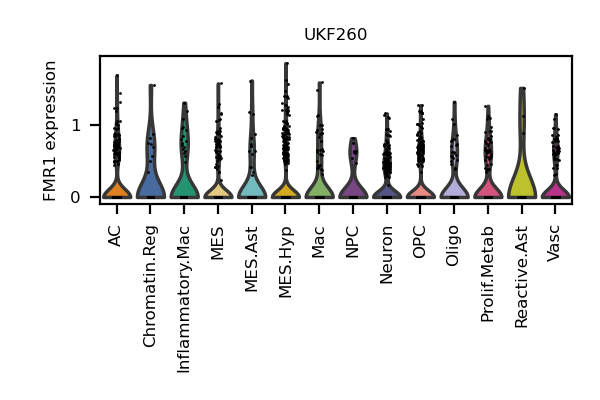 UKF260
FMR1 expression
1
0
AC
Chromatin.Reg
Inflammatory.Mac
MES
MES.Ast
MES.Hyp
Mac
NPC
Neuron
OPC
Oligo
Prolif.Metab
Reactive.Ast
Vasc